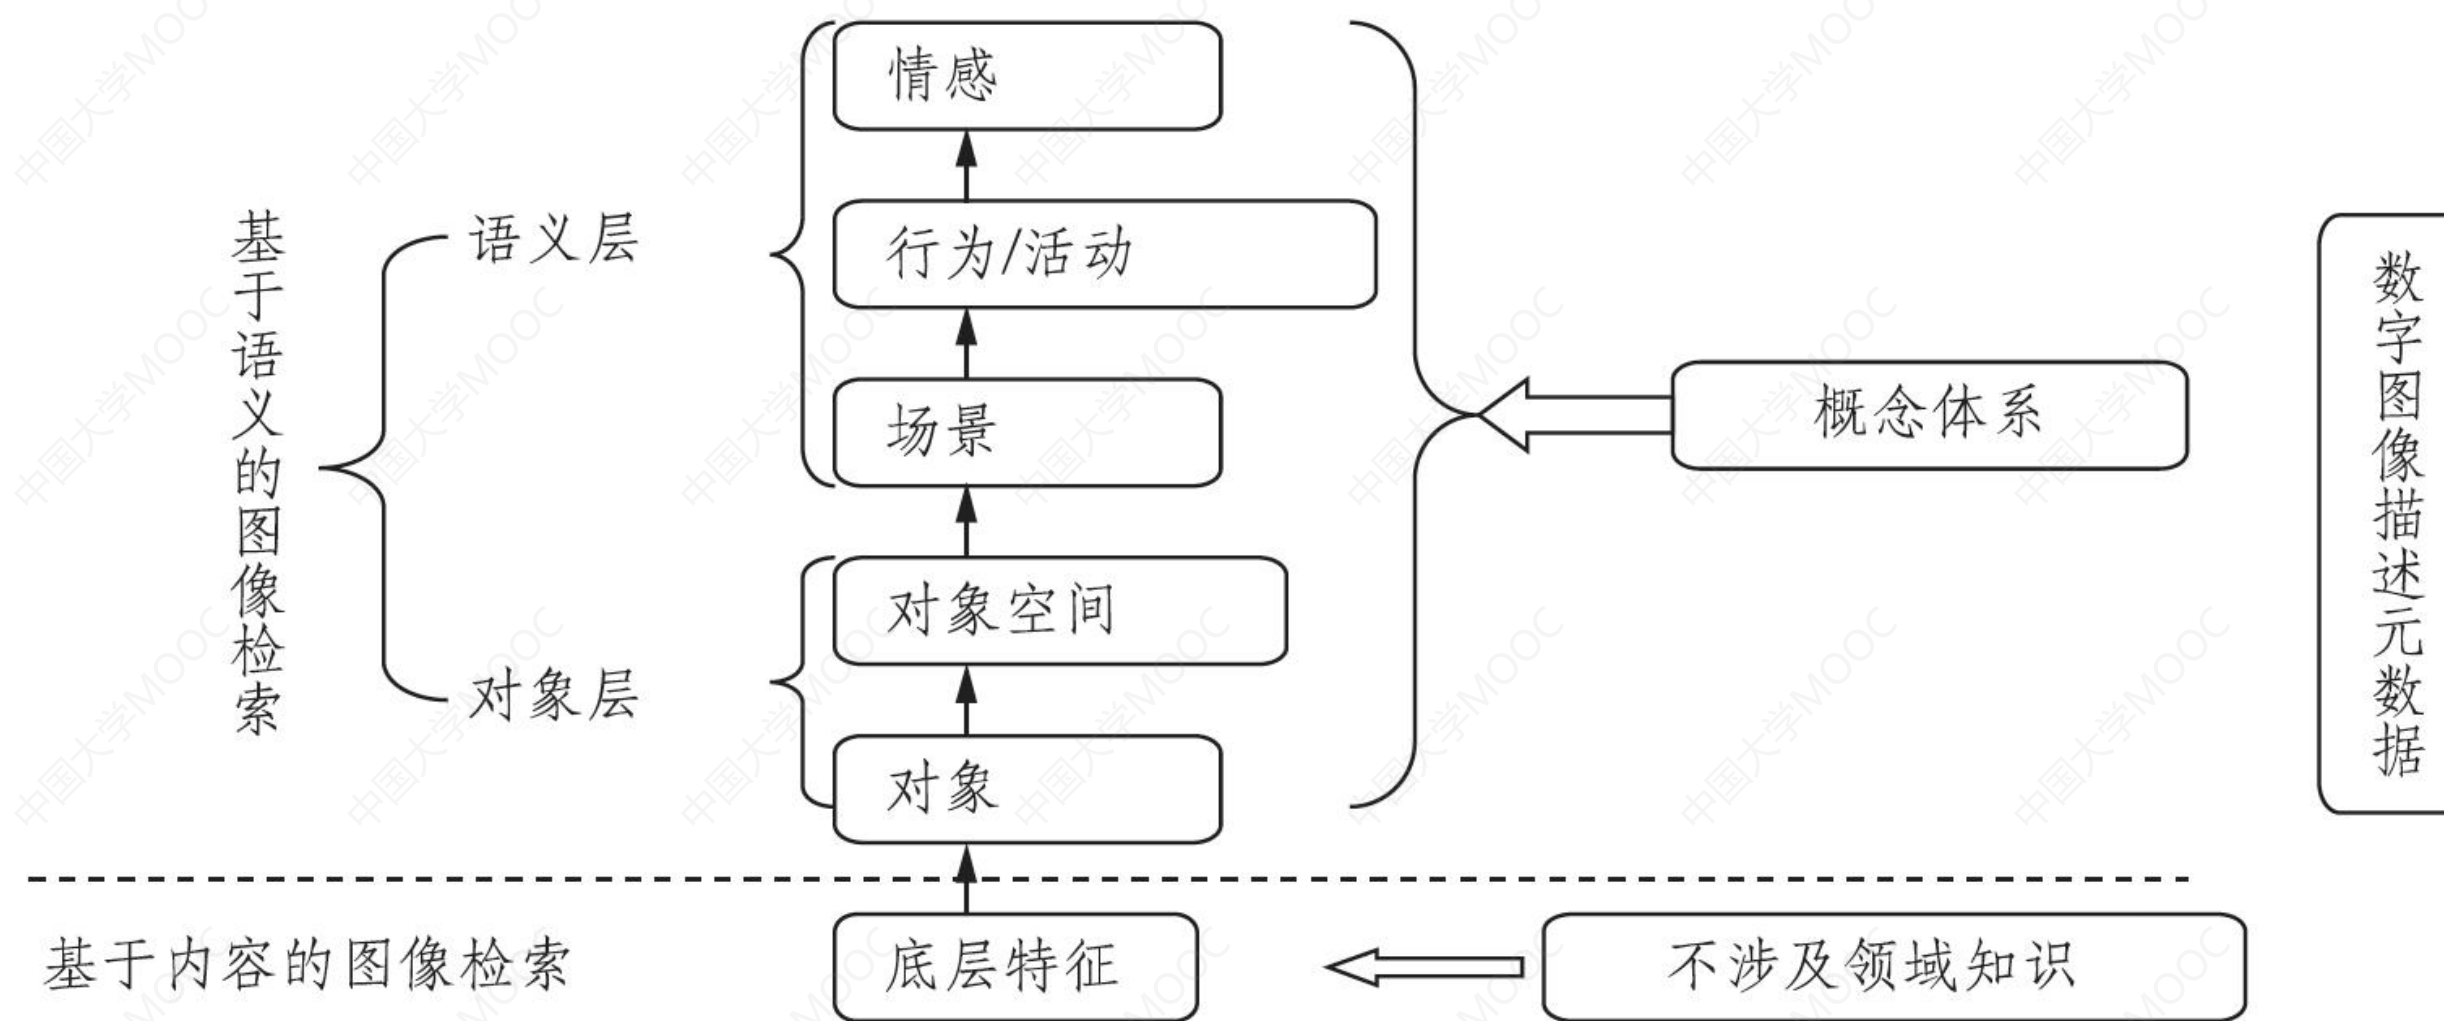 情感
行为/活动
场景
对象空间
对象
底层特征
语义层
对象层
基于语义的图像检索
基于内容的图像检索
概念体系
不涉及领域知识
数字图像描述元数据
中国大学MOOC